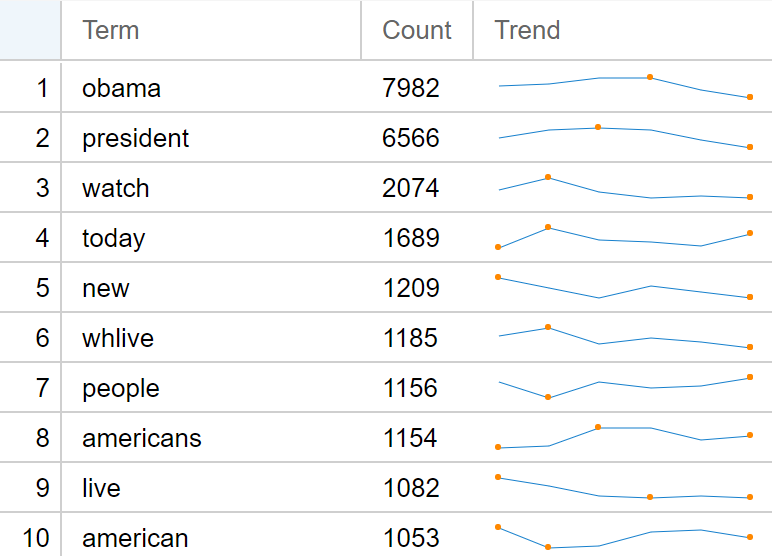 Term Count Trend
1 obama 7982
2 president 6566
3 watch 2074
4 today 1689
5 new 1209
6 whlive 1185
7 people 1156
8 americans 1154
9 live 1082
10 american 1053